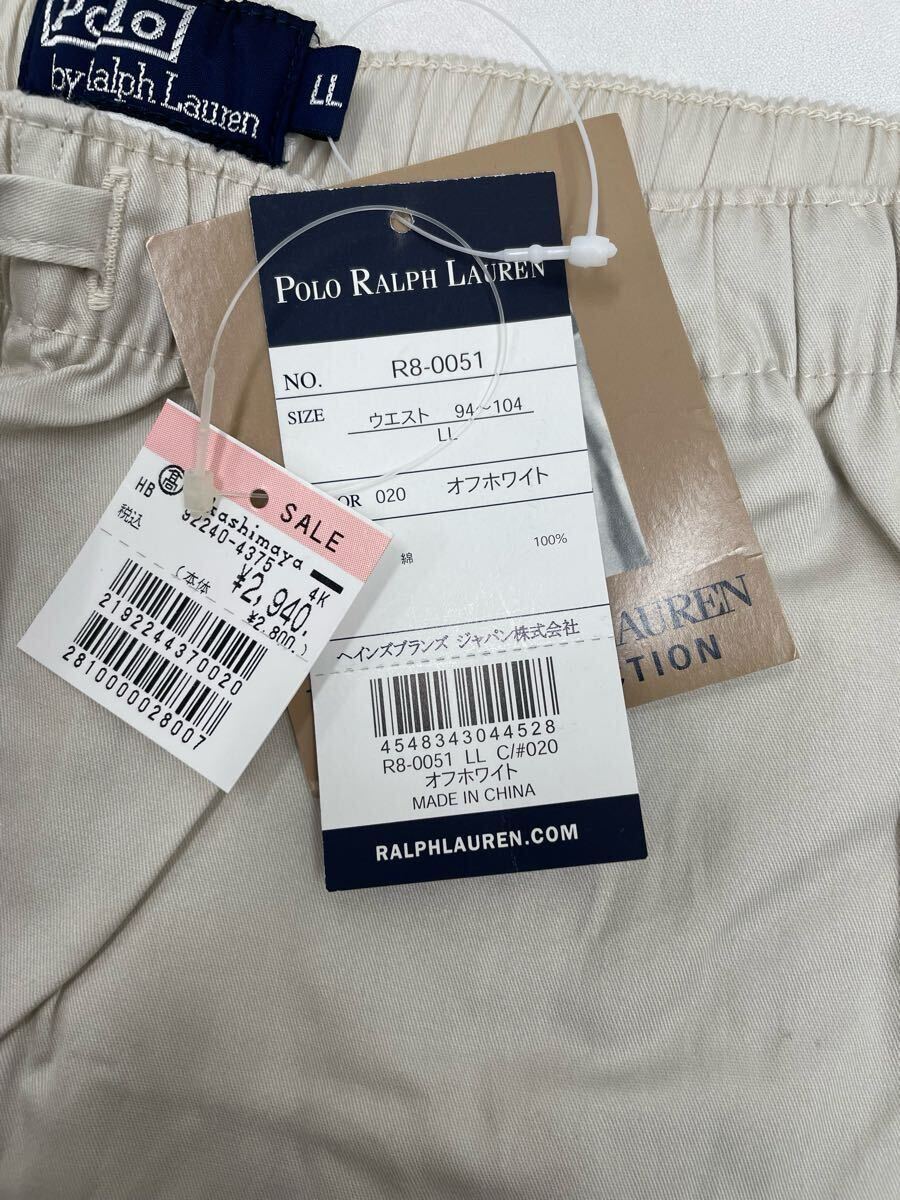 Polo
by Ralph Lauren
LL
POLO RALPH LAUREN
NO. R8-0051
SIZE ウエスト 94～104
LL
OR 020 オフホワイト
綿 100%
ヘインズブランズ ジャパン株式会社
4548343044528
R8-0051 LL C/#020
オフホワイト
MADE IN CHINA
RALPHLAUREN.COM
LAUREN
CTION
SALE
HB 髙 kashimaya
92240-4375
税込 ¥2,940. 4K
(本体 ¥2,800.)
2192244370020
2810000028007